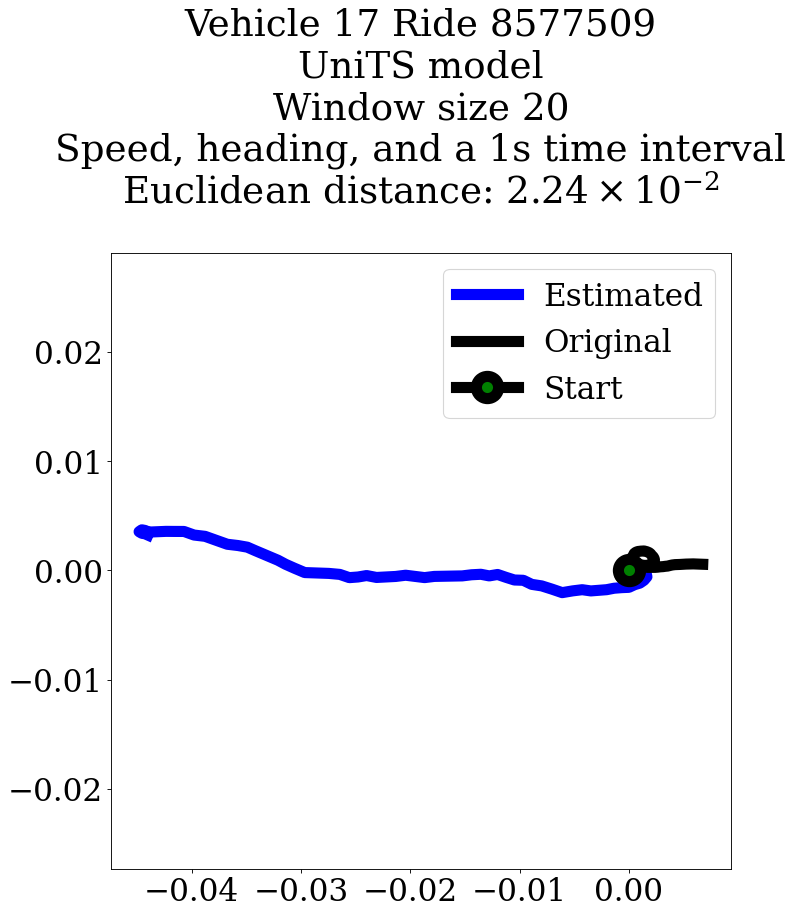 Vehicle 17 Ride 8577509
UniTS model
Window size 20
Speed, heading, and a 1s time interval
Euclidean distance: 2.24 × 10⁻²
Estimated
Original
Start
0.02
0.01
0.00
−0.01
−0.02
−0.04 −0.03 −0.02 −0.01 0.00